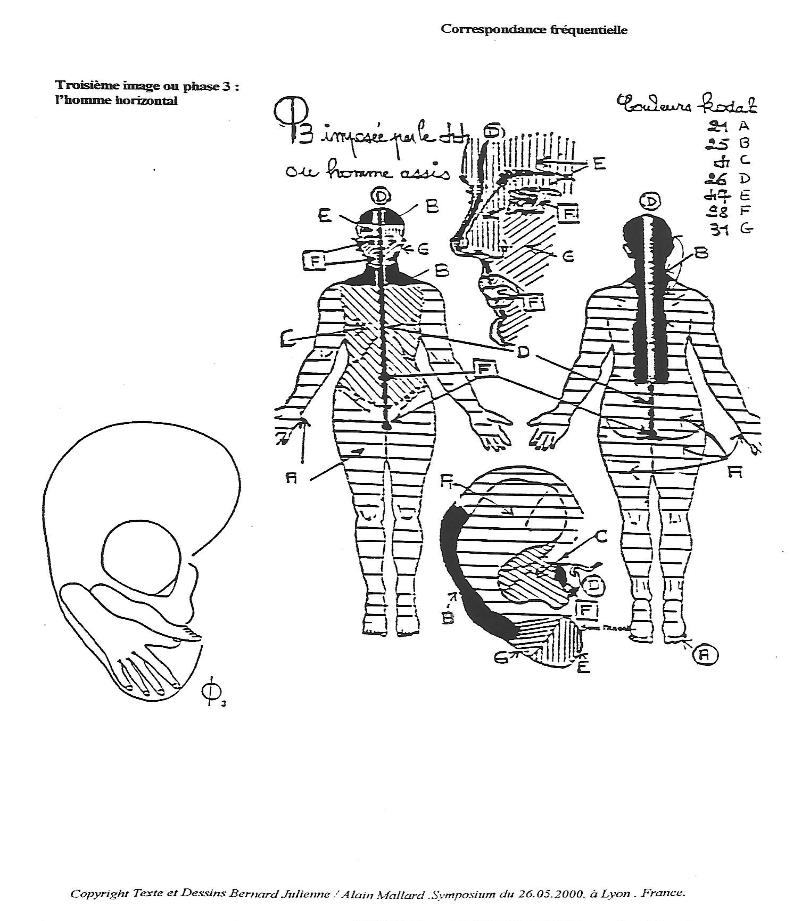 Correspondance fréquentielle
Troisième image ou phase 3 :
l'homme horizontal
Φ3 imposée par le
ou homme assis
Couleurs Kodak
21 A
25 B
C
26 D
47 E
98 F
31 G
D
E
F
G
D
E
B
F
G
B
C
D
F
A
D
B
A
A
C
D
B
F
G
E
Φ3
Copyright Texte et Dessins Bernard Julienne / Alain Mallard .Symposium du 26.05.2000. à Lyon . France.